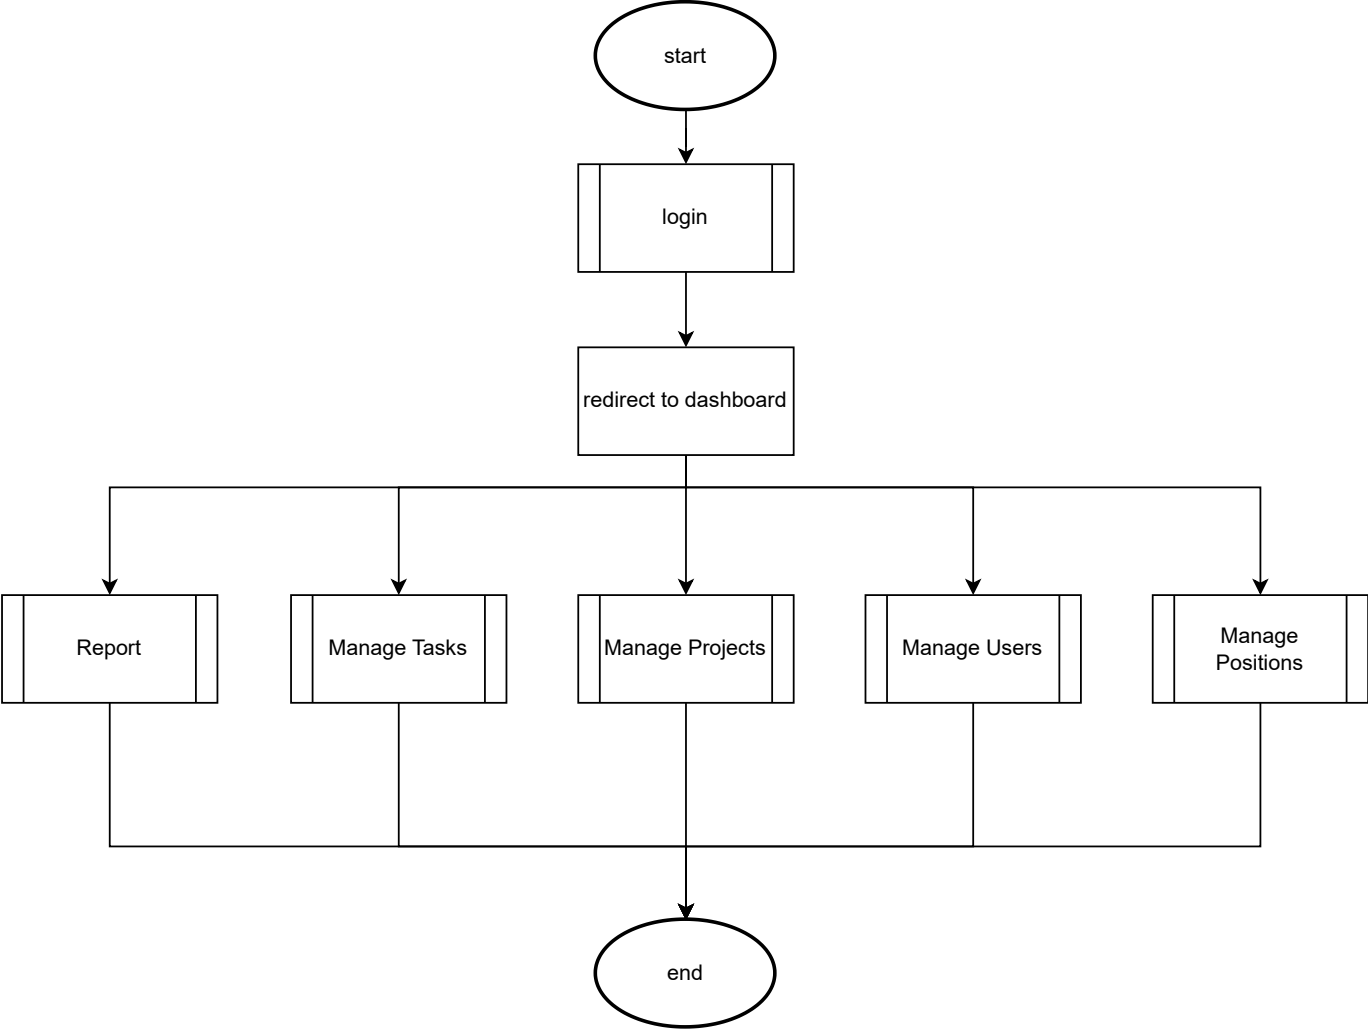 start
login
redirect to dashboard
Report
Manage Tasks
Manage Projects
Manage Users
Manage
Positions
end